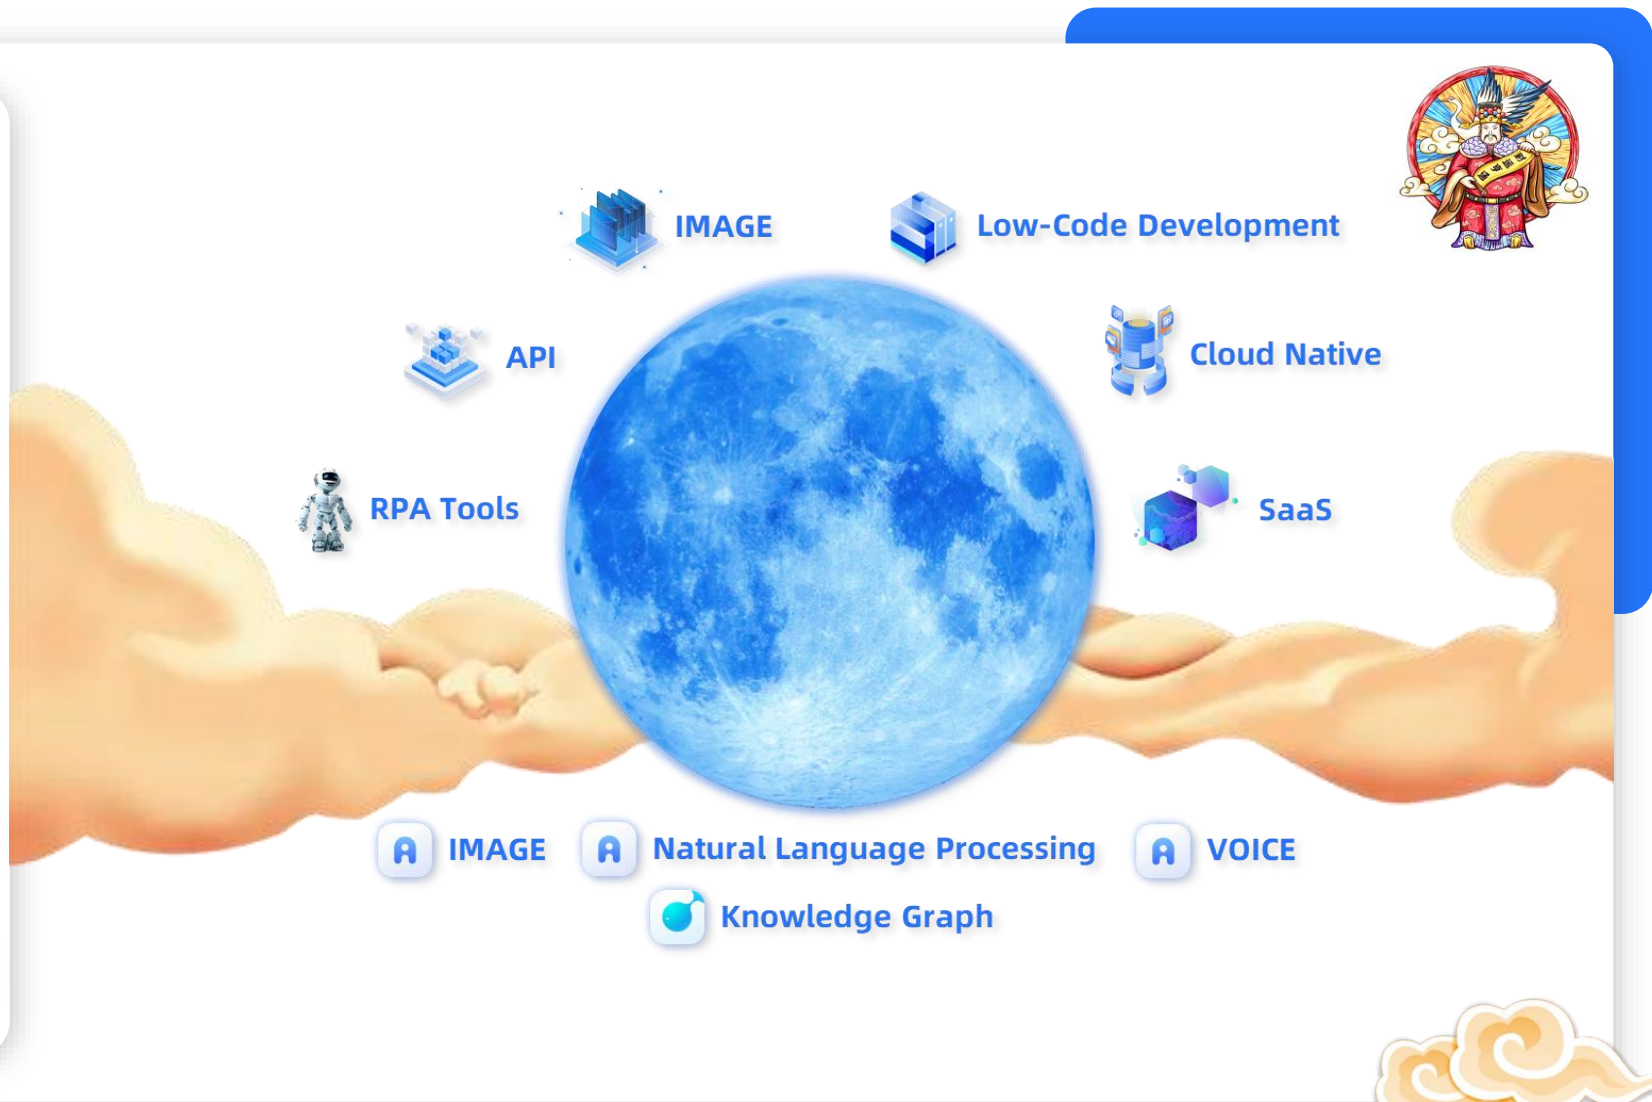 IMAGE
Low-Code Development
API
Cloud Native
RPA Tools
SaaS
IMAGE
Natural Language Processing
VOICE
Knowledge Graph